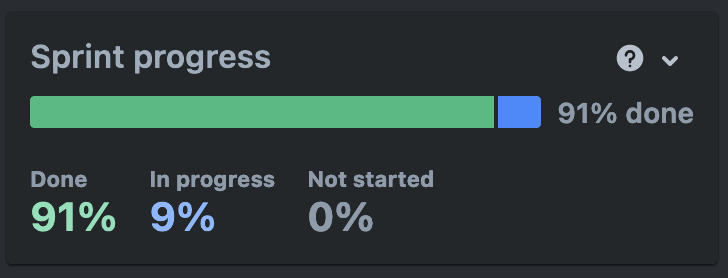 Sprint progress
91% done
Done In progress Not started
91% 9% 0%